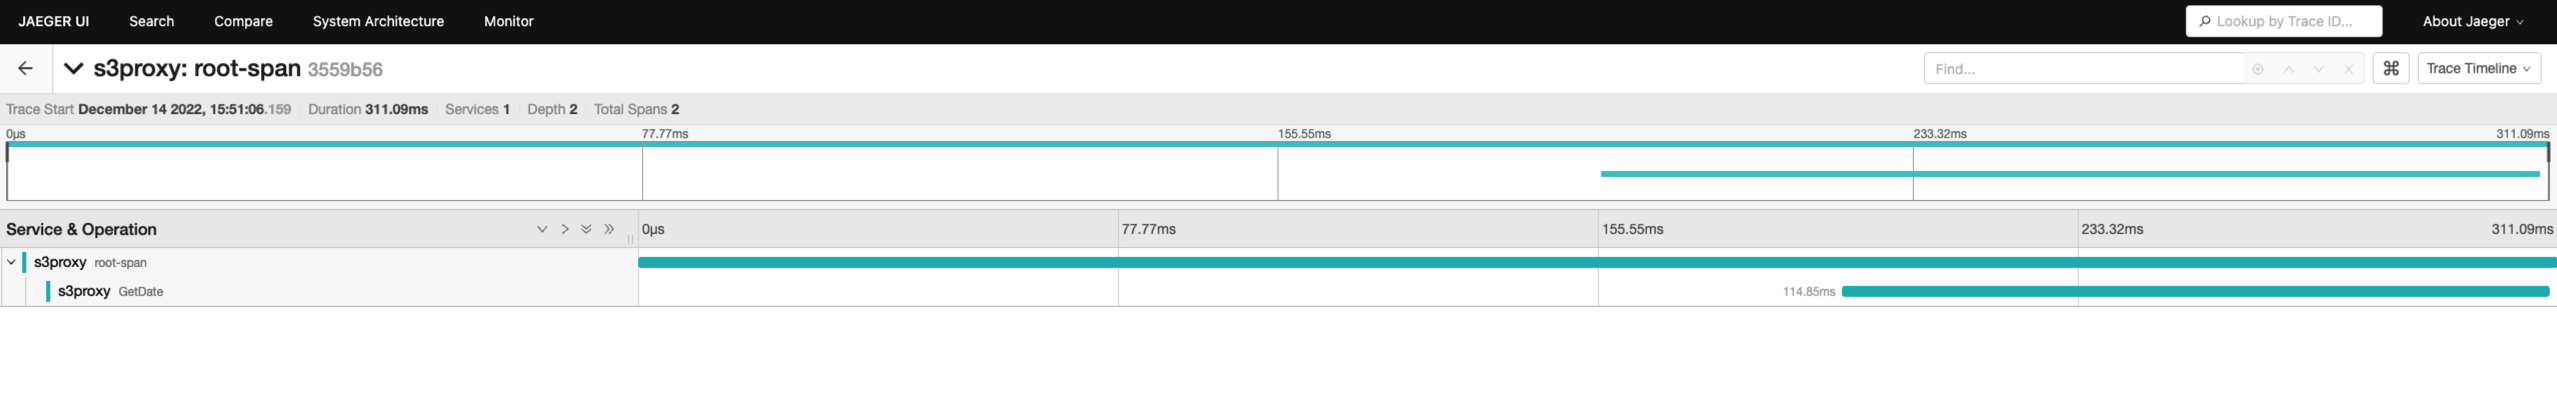 JAEGER UI Search Compare System Architecture Monitor Lookup by Trace ID... About Jaeger
s3proxy: root-span 3559b56 Find... ⌘ Trace Timeline
Trace Start December 14 2022, 15:51:06.159 Duration 311.09ms Services 1 Depth 2 Total Spans 2
0μs 77.77ms 155.55ms 233.32ms 311.09ms
Service & Operation 0μs 77.77ms 155.55ms 233.32ms 311.09ms
s3proxy root-span
s3proxy GetDate 114.85ms